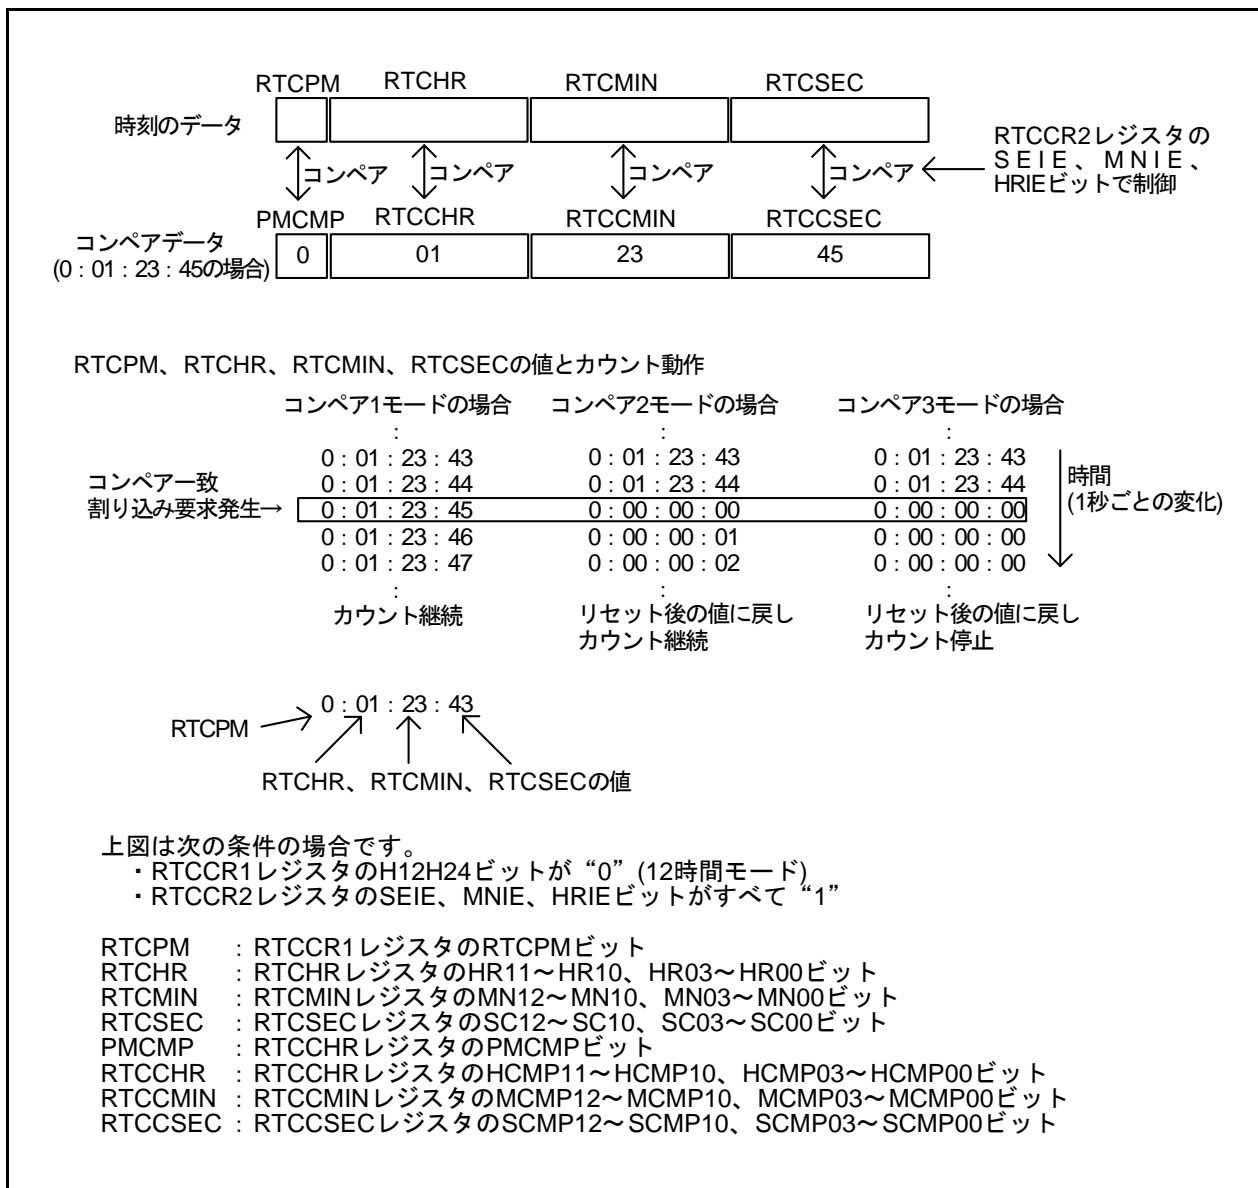 RTCPM RTCHR RTCMIN RTCSEC
時刻のデータ
コンペア コンペア コンペア コンペア
RTCCR2レジスタの
SEIE、MNIE、
HRIEビットで制御
PMCMP RTCCHR RTCCMIN RTCCSEC
コンペアデータ
(0 : 01 : 23 : 45の場合)
0 01 23 45
RTCPM、RTCHR、RTCMIN、RTCSECの値とカウント動作
コンペア1モードの場合 コンペア2モードの場合 コンペア3モードの場合
: : :
0 : 01 : 23 : 43 0 : 01 : 23 : 43 0 : 01 : 23 : 43
コンペア一致
割り込み要求発生→
0 : 01 : 23 : 44 0 : 01 : 23 : 44 0 : 01 : 23 : 44
0 : 01 : 23 : 45 0 : 00 : 00 : 00 0 : 00 : 00 : 00
0 : 01 : 23 : 46 0 : 00 : 00 : 01 0 : 00 : 00 : 00
0 : 01 : 23 : 47 0 : 00 : 00 : 02 0 : 00 : 00 : 00
時間
(1秒ごとの変化)
: : :
カウント継続
リセット後の値に戻し
カウント継続
リセット後の値に戻し
カウント停止
0 : 01 : 23 : 43
RTCPM
RTCHR、RTCMIN、RTCSECの値
上図は次の条件の場合です。
・RTCCR1レジスタのH12H24ビットが“0”(12時間モード)
・RTCCR2レジスタのSEIE、MNIE、HRIEビットがすべて“1”
RTCPM : RTCCR1レジスタのRTCPMビット
RTCHR : RTCHRレジスタのHR11～HR10、HR03～HR00ビット
RTCMIN : RTCMINレジスタのMN12～MN10、MN03～MN00ビット
RTCSEC : RTCSECレジスタのSC12～SC10、SC03～SC00ビット
PMCMP : RTCCHRレジスタのPMCMPビット
RTCCHR : RTCCHRレジスタのHCMP11～HCMP10、HCMP03～HCMP00ビット
RTCCMIN : RTCCMINレジスタのMCMP12～MCMP10、MCMP03～MCMP00ビット
RTCCSEC : RTCCSECレジスタのSCMP12～SCMP10、SCMP03～SCMP00ビット